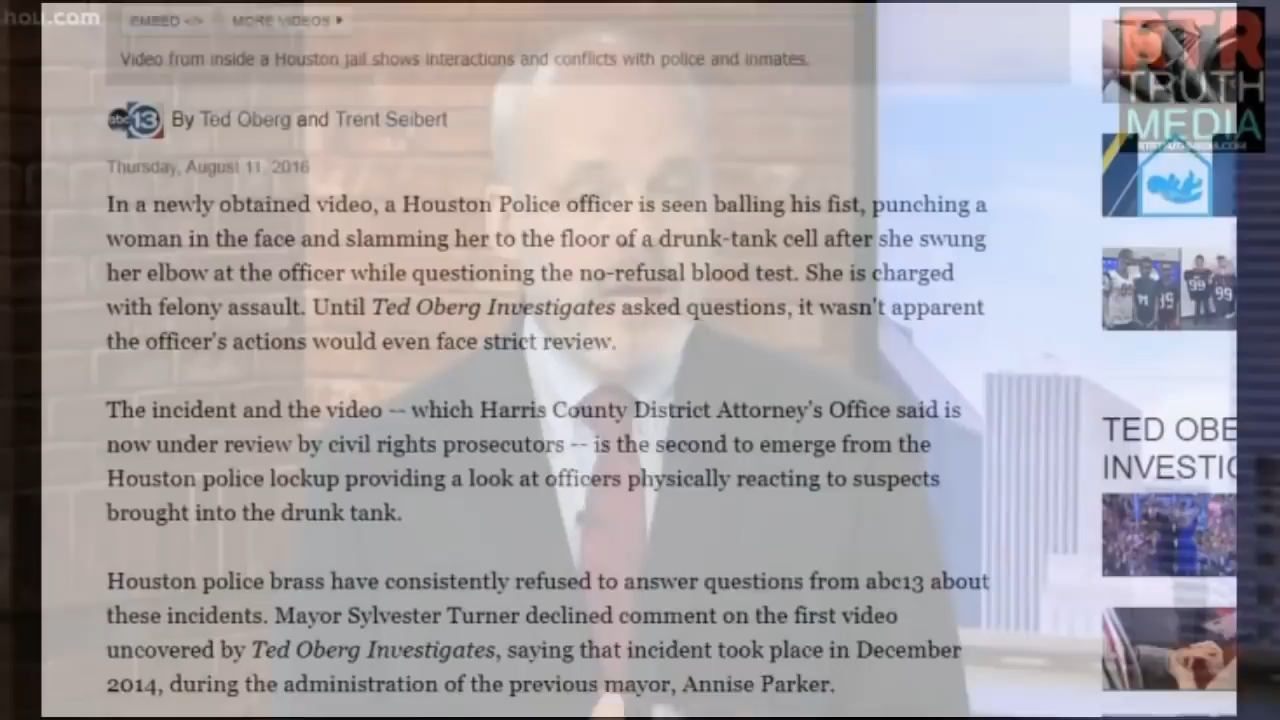 hou.com
EMBED </>
MORE VIDEOS
Video from inside a Houston jail shows interactions and conflicts with police and inmates.
abc 13 By Ted Oberg and Trent Seibert
Thursday, August 11, 2016
In a newly obtained video, a Houston Police officer is seen balling his fist, punching a
woman in the face and slamming her to the floor of a drunk-tank cell after she swung
her elbow at the officer while questioning the no-refusal blood test. She is charged
with felony assault. Until Ted Oberg Investigates asked questions, it wasn't apparent
the officer's actions would even face strict review.
The incident and the video -- which Harris County District Attorney's Office said is
now under review by civil rights prosecutors -- is the second to emerge from the
Houston police lockup providing a look at officers physically reacting to suspects
brought into the drunk tank.
Houston police brass have consistently refused to answer questions from abc13 about
these incidents. Mayor Sylvester Turner declined comment on the first video
uncovered by Ted Oberg Investigates, saying that incident took place in December
2014, during the administration of the previous mayor, Annise Parker.
RTR
TRUTH
MEDIA
99
99
TED OBE
INVESTIG